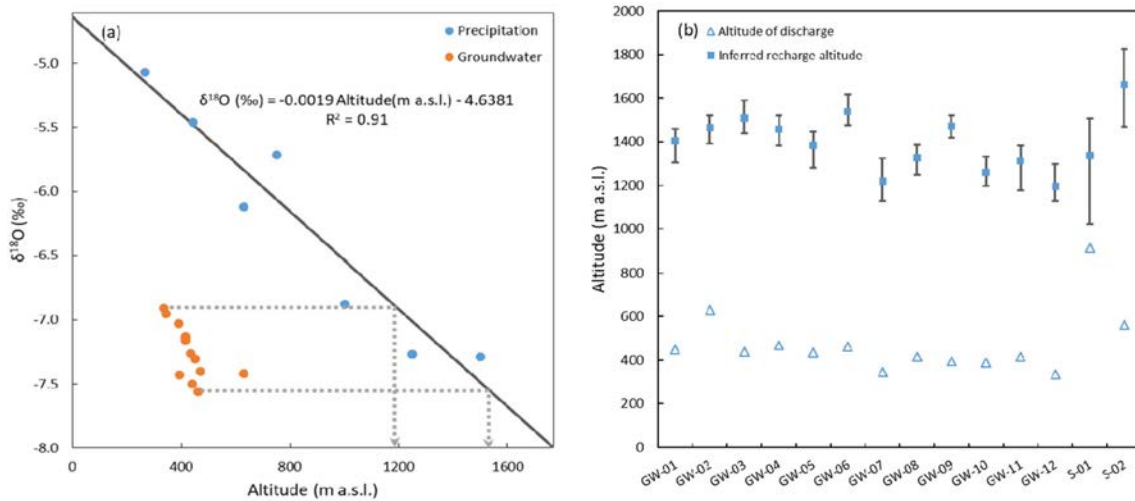 (a)
Precipitation
Groundwater
δ¹⁸O (‰) = -0.0019 Altitude(m a.s.l.) - 4.6381
R² = 0.91
δ¹⁸O (‰)
-5.0
-5.5
-6.0
-6.5
-7.0
-7.5
-8.0
0 400 800 1200 1600
Altitude (m a.s.l.)
(b)
Altitude of discharge
Inferred recharge altitude
Altitude (m a.s.l.)
2000
1800
1600
1400
1200
1000
800
600
400
200
0
GW-01 GW-02 GW-03 GW-04 GW-05 GW-06 GW-07 GW-08 GW-09 GW-10 GW-11 GW-12 S-01 S-02